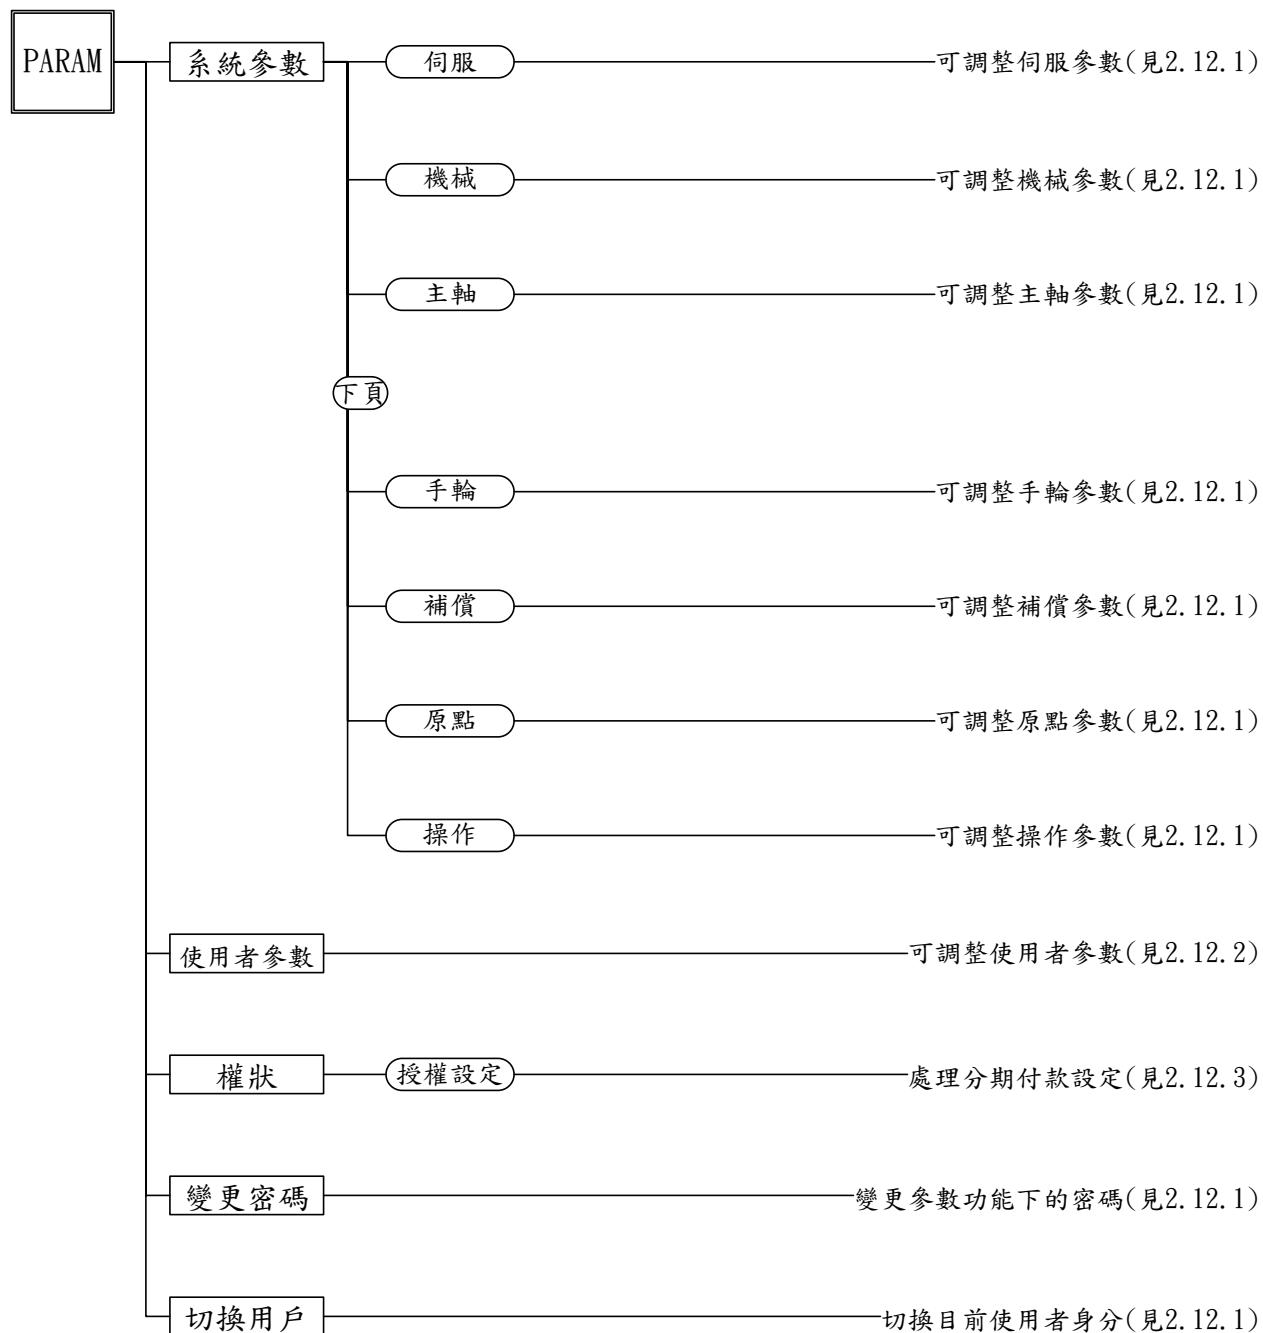 PARAM
系統參數
伺服
可調整伺服參數(見2.12.1)
機械
可調整機械參數(見2.12.1)
主軸
可調整主軸參數(見2.12.1)
下頁
手輪
可調整手輪參數(見2.12.1)
補償
可調整補償參數(見2.12.1)
原點
可調整原點參數(見2.12.1)
操作
可調整操作參數(見2.12.1)
使用者參數
可調整使用者參數(見2.12.2)
權狀
授權設定
處理分期付款設定(見2.12.3)
變更密碼
變更參數功能下的密碼(見2.12.1)
切換用戶
切換目前使用者身分(見2.12.1)